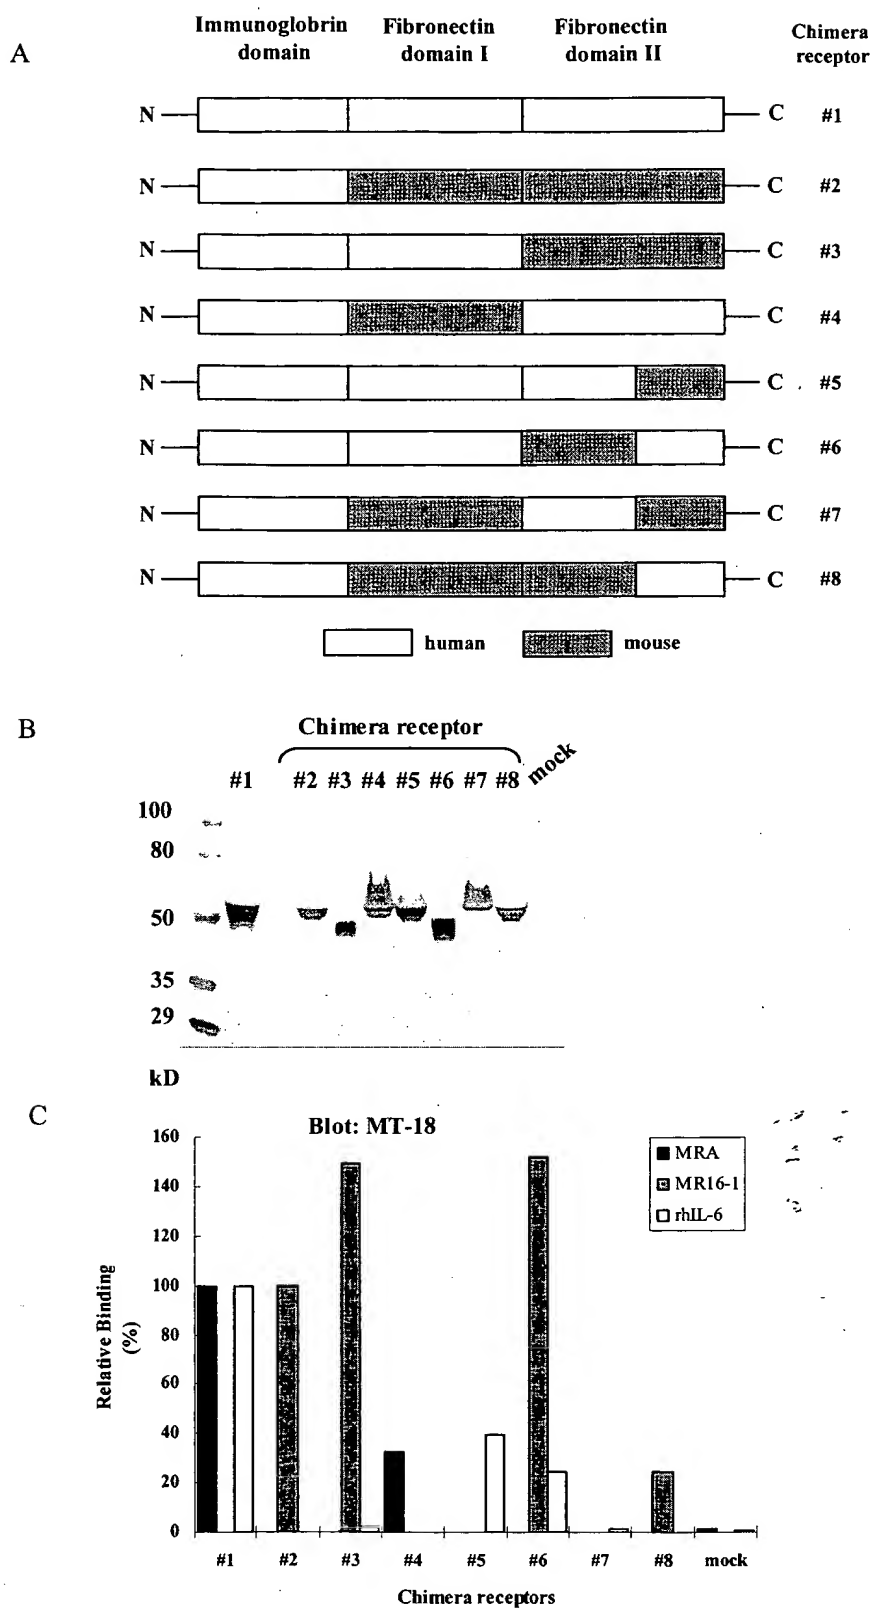 A
Immunoglobrin domain
Fibronectin domain I
Fibronectin domain II
Chimera receptor
N C #1
N C #2
N C #3
N C #4
N C #5
N C #6
N C #7
N C #8
human mouse
B
Chimera receptor
#1 #2 #3 #4 #5 #6 #7 #8 mock
100
80
50
35
29
kD
C
Blot: MT-18
MRA
MR16-1
rhIL-6
Relative Binding
(%)
160
140
120
100
80
60
40
20
0
#1 #2 #3 #4 #5 #6 #7 #8 mock
Chimera receptors